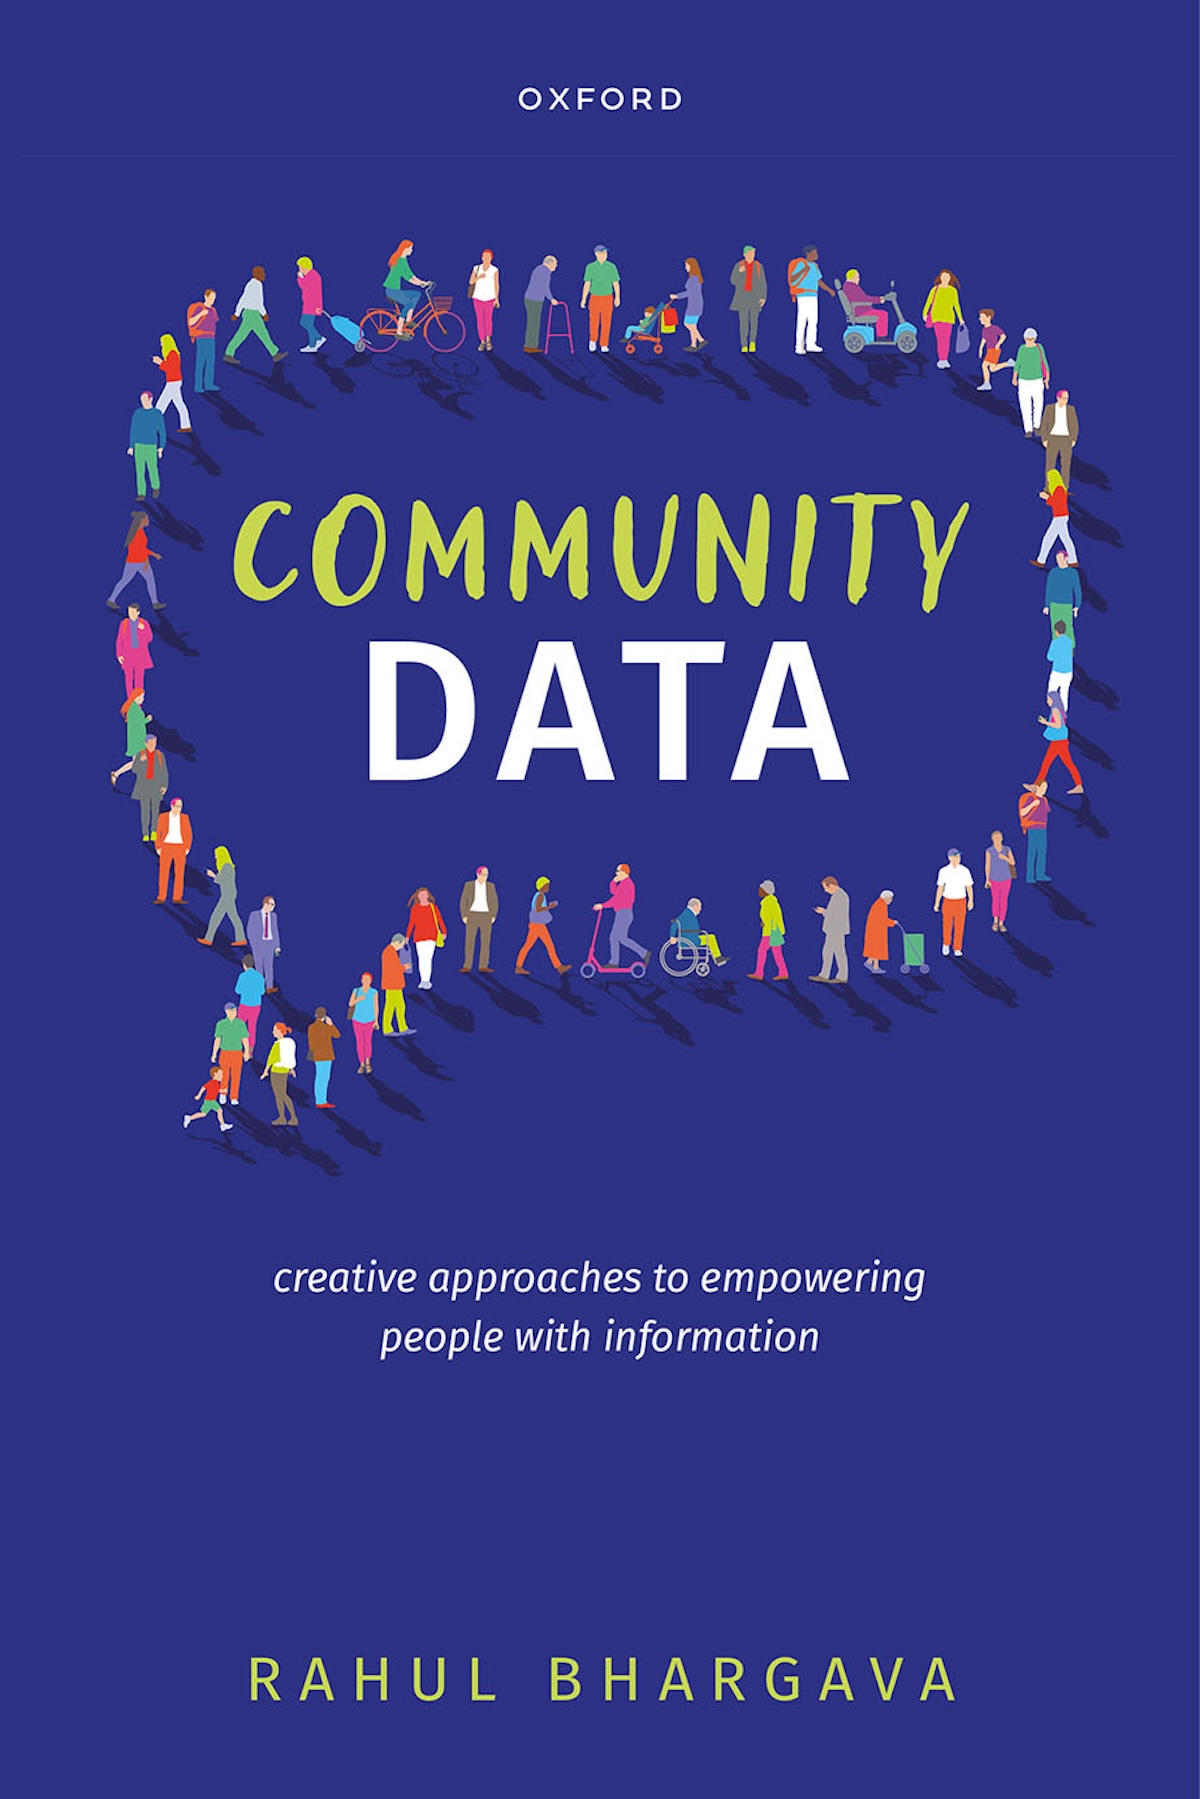 OXFORD
COMMUNITY
DATA
creative approaches to empowering
people with information
RAHUL BHARGAVA